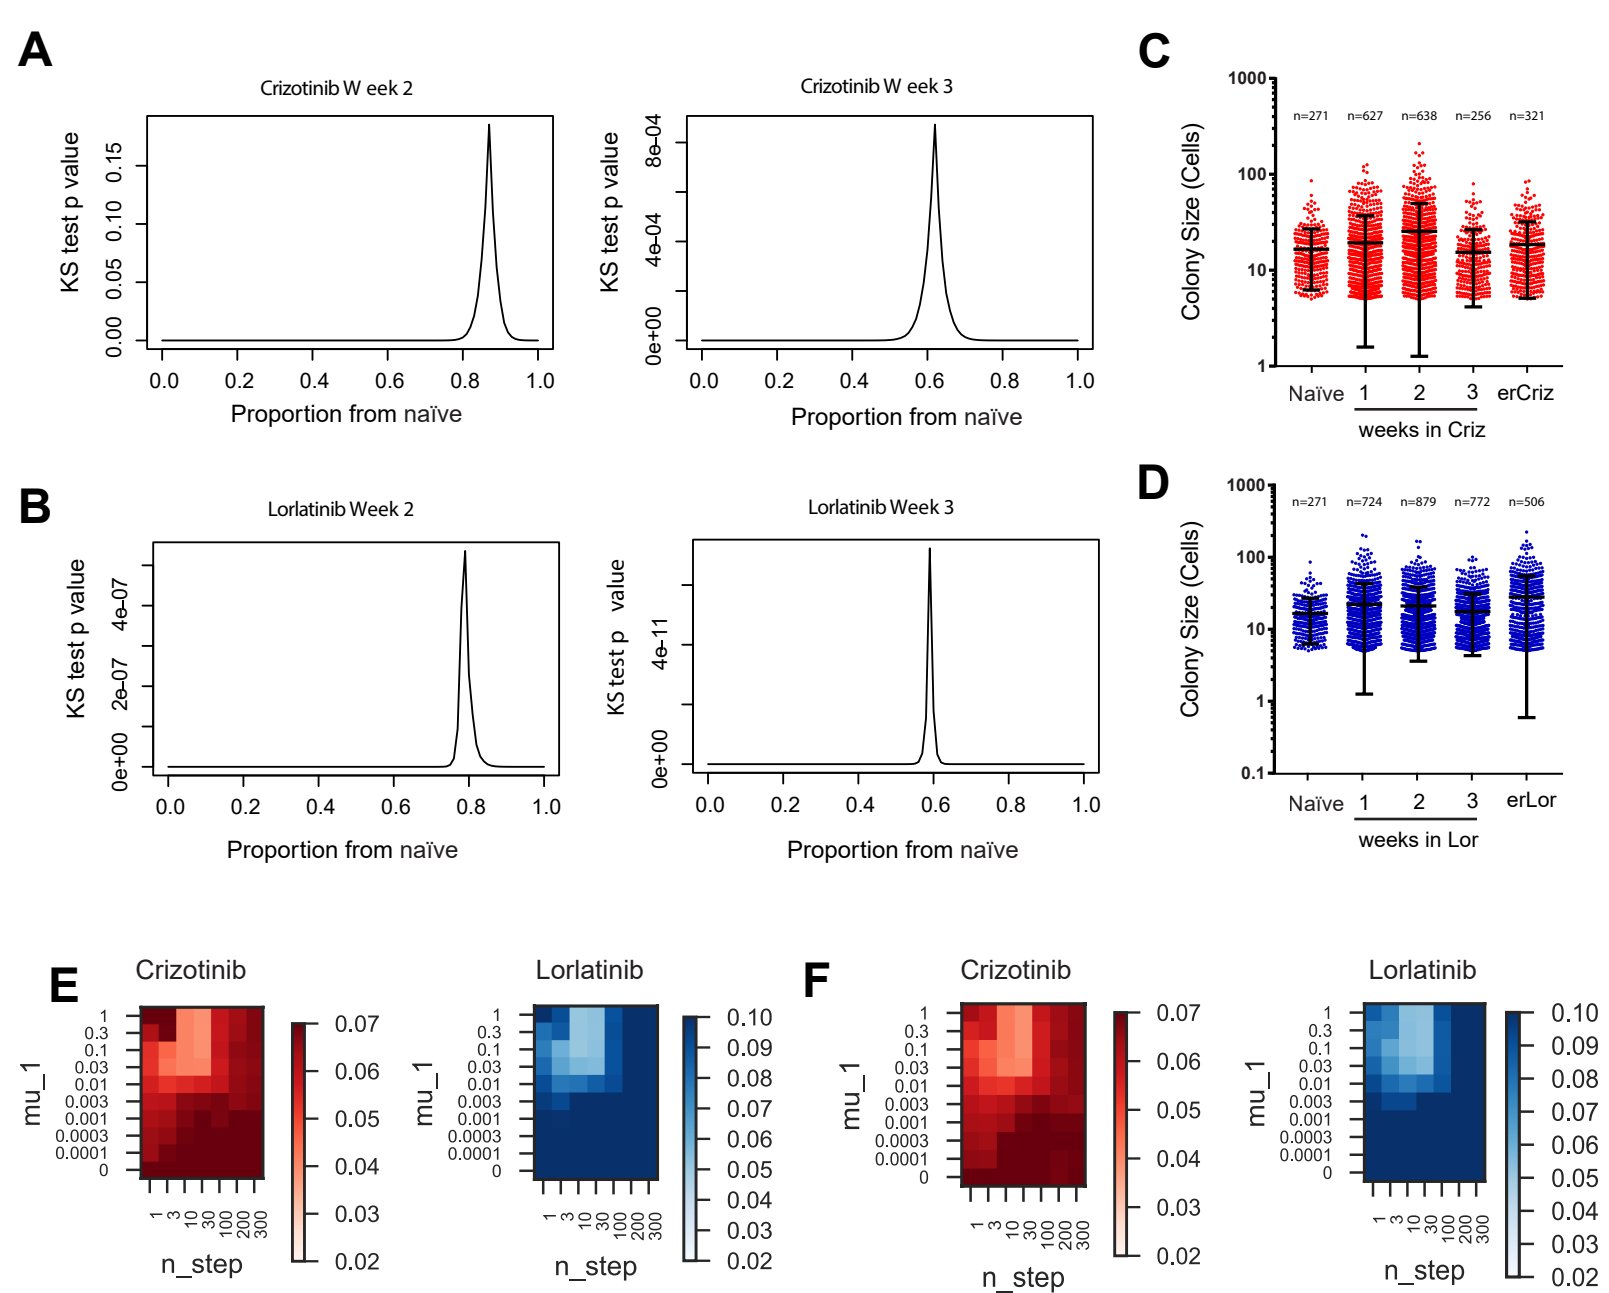 A
Crizotinib W eek 2
KS test p value
0.00 0.05 0.10 0.15
0.0 0.2 0.4 0.6 0.8 1.0
Proportion from naïve
Crizotinib W eek 3
KS test p value
0e+00 4e-04 8e-04
0.0 0.2 0.4 0.6 0.8 1.0
Proportion from naïve
C
Colony Size (Cells)
1000
100
10
1
n=271 n=627 n=638 n=256 n=321
Naïve 1 2 3 erCriz
weeks in Criz
B
Lorlatinib Week 2
KS test p value
0e+00 2e-07 4e-07
0.0 0.2 0.4 0.6 0.8 1.0
Proportion from naïve
Lorlatinib Week 3
KS test p value
0e+00 4e-11
0.0 0.2 0.4 0.6 0.8 1.0
Proportion from naïve
D
Colony Size (Cells)
1000
100
10
1
0.1
n=271 n=724 n=879 n=772 n=506
Naïve 1 2 3 erLor
weeks in Lor
E
Crizotinib
mu_1
1
0.3
0.1
0.03
0.01
0.003
0.001
0.0003
0.0001
0
1 3 10 30 100 200 300
n_step
0.07
0.06
0.05
0.04
0.03
0.02
Lorlatinib
mu_1
1
0.3
0.1
0.03
0.01
0.003
0.001
0.0003
0.0001
0
1 3 10 30 100 200 300
n_step
0.10
0.09
0.08
0.07
0.06
0.05
0.04
0.03
0.02
F
Crizotinib
mu_1
1
0.3
0.1
0.03
0.01
0.003
0.001
0.0003
0.0001
0
1 3 10 30 100 200 300
n_step
0.07
0.06
0.05
0.04
0.03
0.02
Lorlatinib
mu_1
1
0.3
0.1
0.03
0.01
0.003
0.001
0.0003
0.0001
0
1 3 10 30 100 200 300
n_step
0.10
0.09
0.08
0.07
0.06
0.05
0.04
0.03
0.02